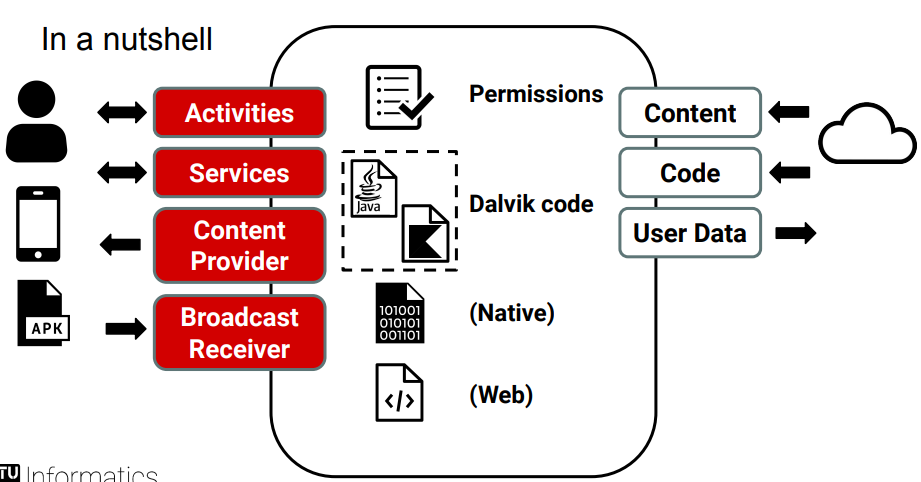 In a nutshell
Activities
Services
Content
Provider
Broadcast
Receiver
APK
Permissions
Java
Dalvik code
101001
010101
001101
(Native)
</>
(Web)
Content
Code
User Data
TU Informatics